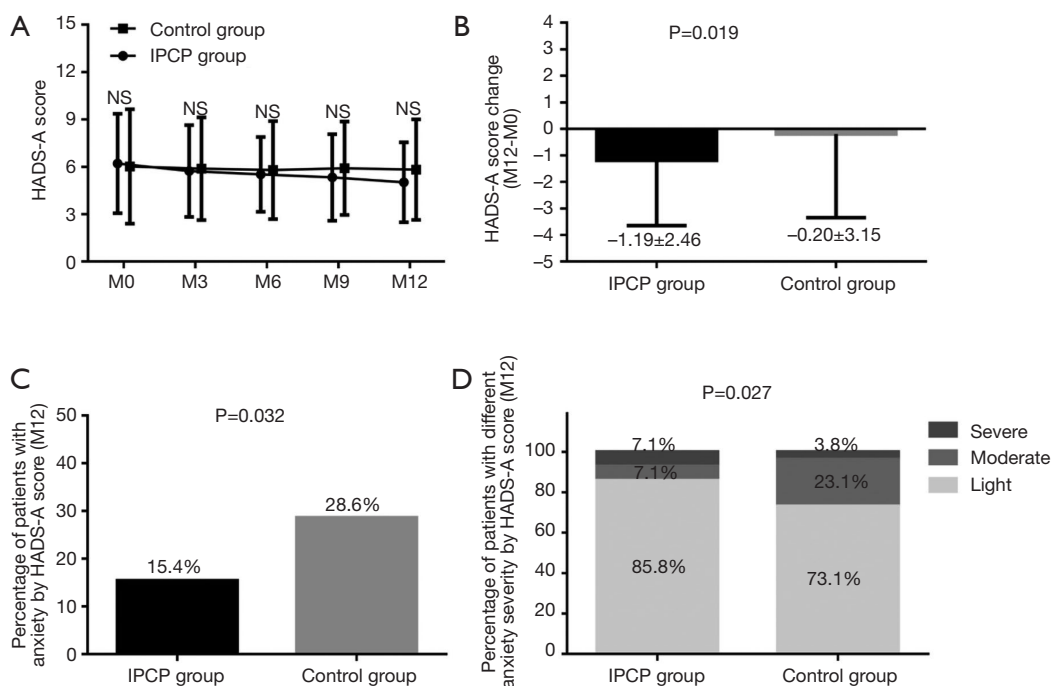 A
HADS-A score
15
12
9
6
3
0
Control group
IPCP group
NS
NS
NS
NS
NS
M0
M3
M6
M9
M12
B
HADS-A score change
(M12-M0)
4
3
2
1
0
−1
−2
−3
−4
−5
P=0.019
−1.19±2.46
−0.20±3.15
IPCP group
Control group
C
Percentage of patients with
anxiety by HADS-A score (M12)
50
40
30
20
10
0
P=0.032
15.4%
28.6%
IPCP group
Control group
D
Percentage of patients with different
anxiety severity by HADS-A score (M12)
100
80
60
40
20
0
P=0.027
7.1%
7.1%
85.8%
3.8%
23.1%
73.1%
IPCP group
Control group
Severe
Moderate
Light